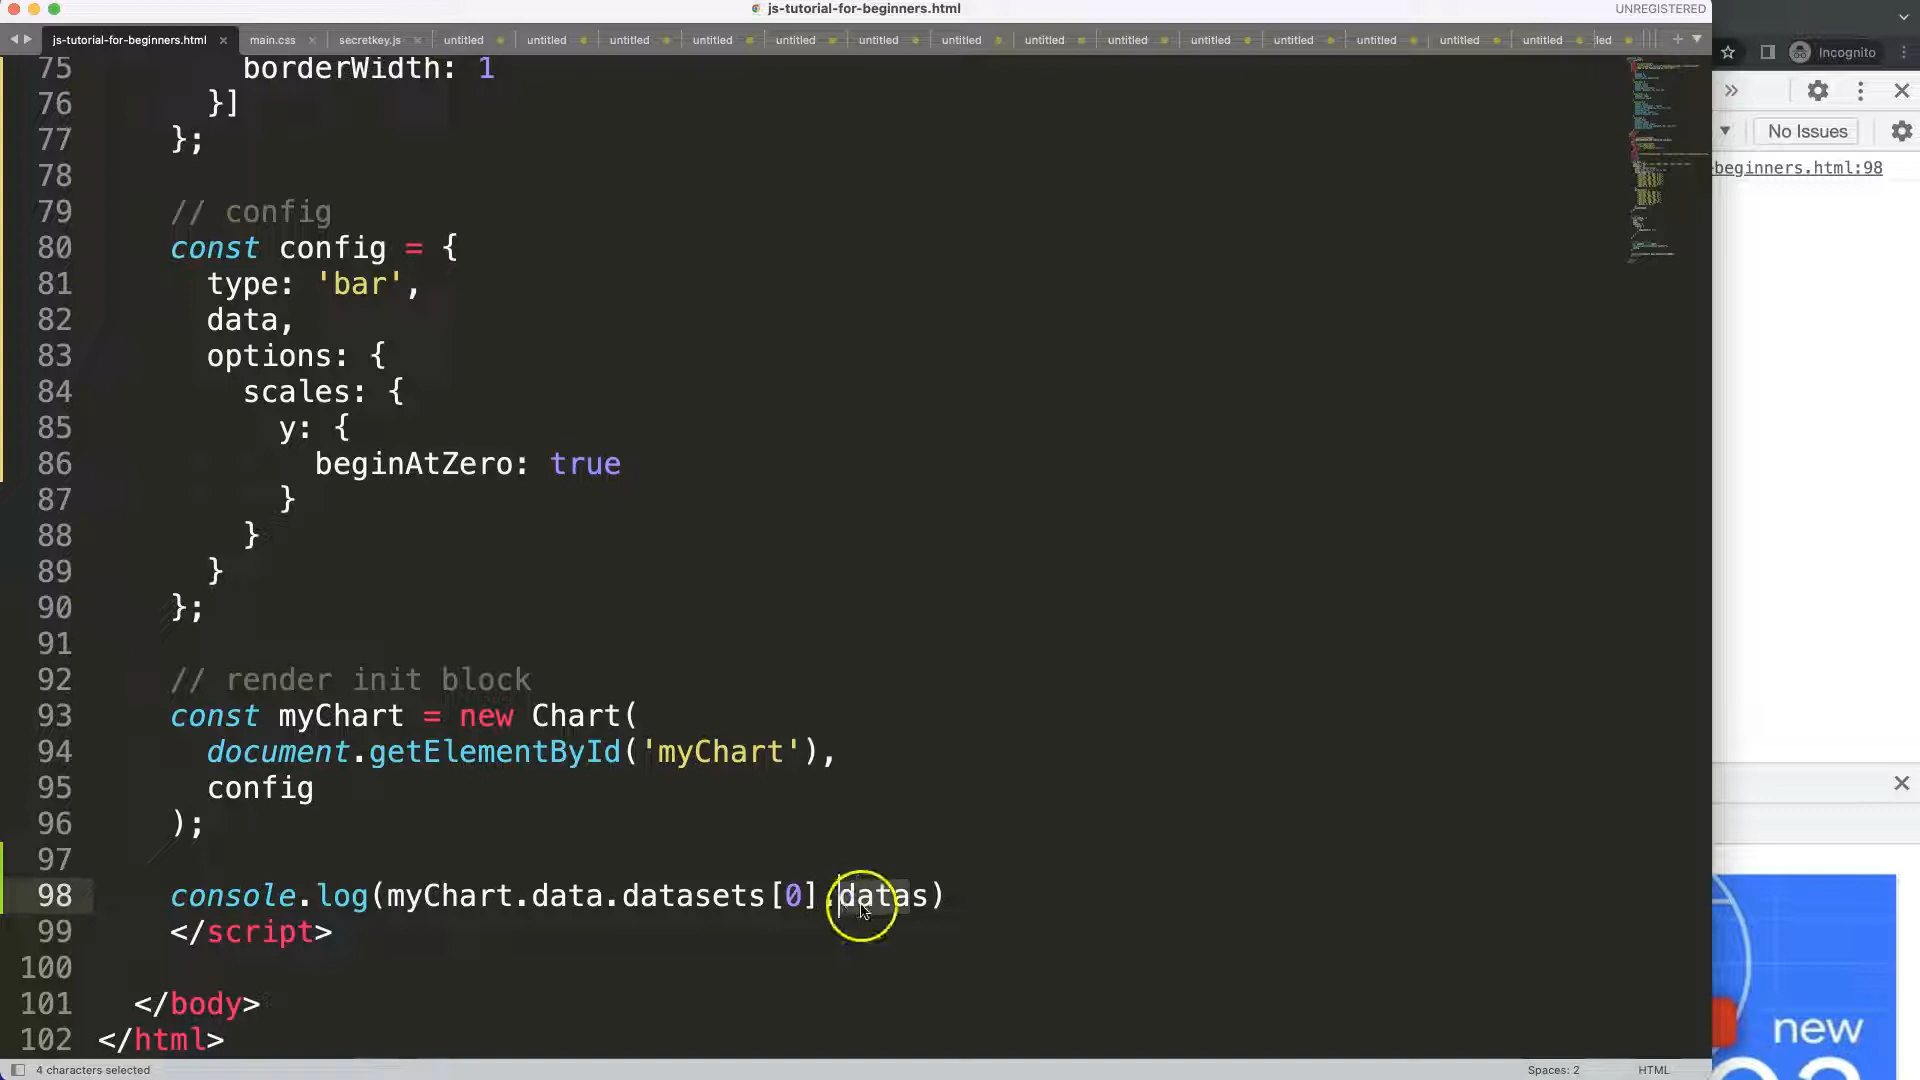 js-tutorial-for-beginners.html
UNREGISTERED
js-tutorial-for-beginners.html main.css secretkey.js untitled untitled untitled untitled untitled untitled untitled untitled untitled untitled untitled untitled untitled untitled led
Incognito
75 borderWidth: 1
76 }]
77 };
78
79 // config
80 const config = {
81 type: 'bar',
82 data,
83 options: {
84 scales: {
85 y: {
86 beginAtZero: true
87 }
88 }
89 }
90 };
91
92 // render init block
93 const myChart = new Chart(
94 document.getElementById('myChart'),
95 config
96 );
97
98 console.log(myChart.data.datasets[0].datas)
99 </script>
100
101 </body>
102 </html>
No Issues
beginners.html:98
new
4 characters selected
Spaces: 2
HTML